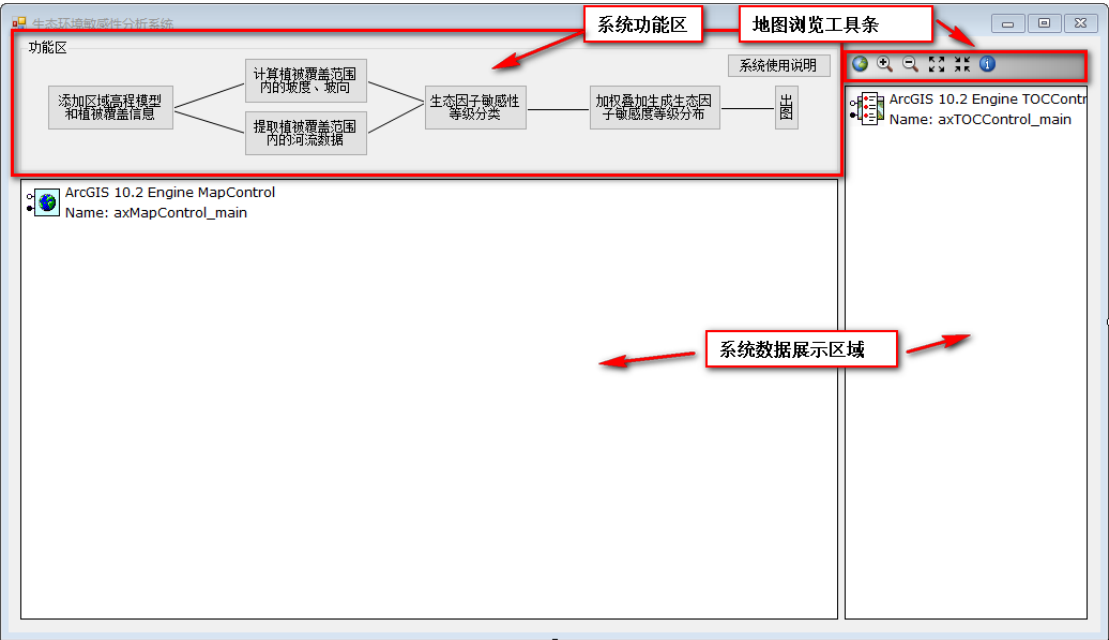 生态环境敏感性分析系统
系统功能区
地图浏览工具条
功能区
系统使用说明
添加区域高程模型
和植被覆盖信息
计算植被覆盖范围
内的坡度、坡向
提取植被覆盖范围
内的河流数据
生态因子敏感性
等级分类
加权叠加生成生态因
子敏感度等级分布
出
图
ArcGIS 10.2 Engine TOCContr
Name: axTOCControl_main
ArcGIS 10.2 Engine MapControl
Name: axMapControl_main
系统数据展示区域